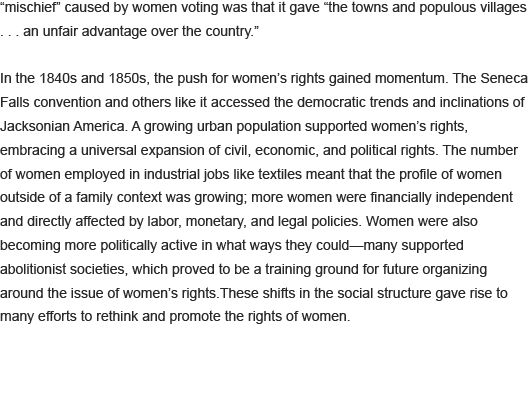 “mischief” caused by women voting was that it gave “the towns and populous villages
. . . an unfair advantage over the country.”
In the 1840s and 1850s, the push for women’s rights gained momentum. The Seneca
Falls convention and others like it accessed the democratic trends and inclinations of
Jacksonian America. A growing urban population supported women’s rights,
embracing a universal expansion of civil, economic, and political rights. The number
of women employed in industrial jobs like textiles meant that the profile of women
outside of a family context was growing; more women were financially independent
and directly affected by labor, monetary, and legal policies. Women were also
becoming more politically active in what ways they could—many supported
abolitionist societies, which proved to be a training ground for future organizing
around the issue of women’s rights.These shifts in the social structure gave rise to
many efforts to rethink and promote the rights of women.